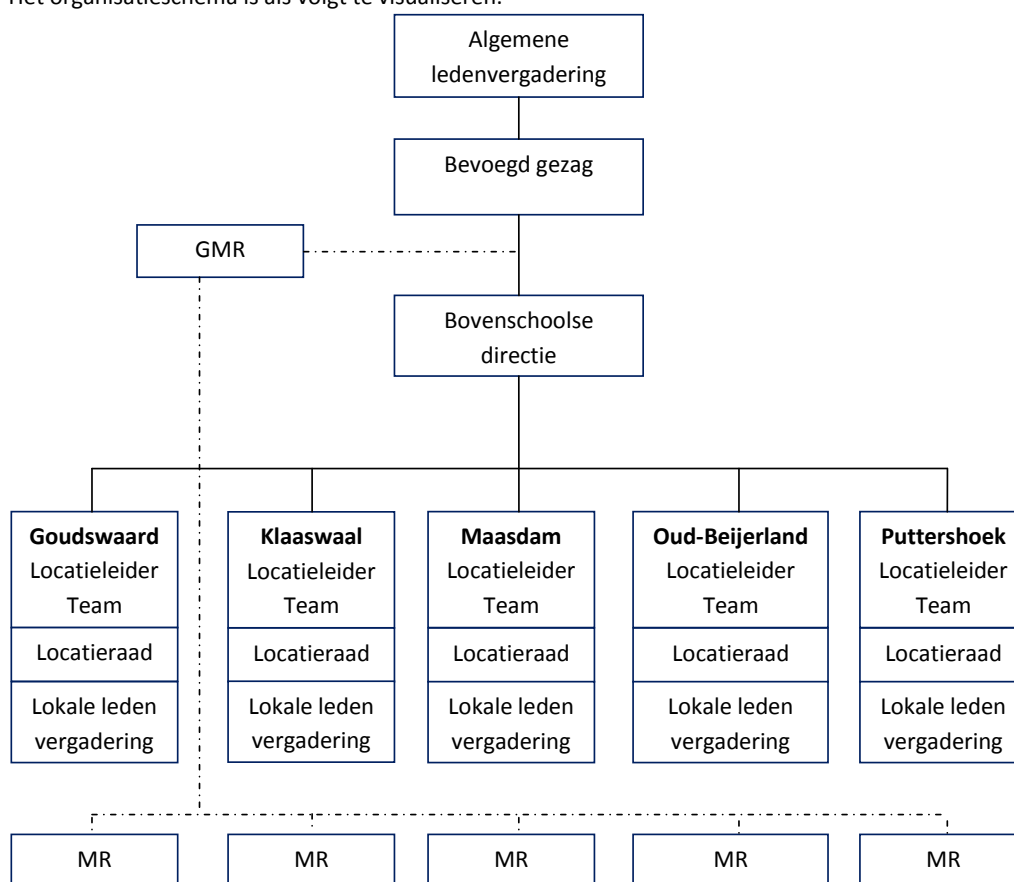 Het organisatieschema is als volgt te visualiseren:
Algemene
ledenvergadering
Bevoegd gezag
GMR
Bovenschoolse
directie
Goudswaard
Locatieleider
Team
Locatieraad
Lokale leden
vergadering
Klaaswaal
Locatieleider
Team
Locatieraad
Lokale leden
vergadering
Maasdam
Locatieleider
Team
Locatieraad
Lokale leden
vergadering
Oud-Beijerland
Locatieleider
Team
Locatieraad
Lokale leden
vergadering
Puttershoek
Locatieleider
Team
Locatieraad
Lokale leden
vergadering
MR
MR
MR
MR
MR